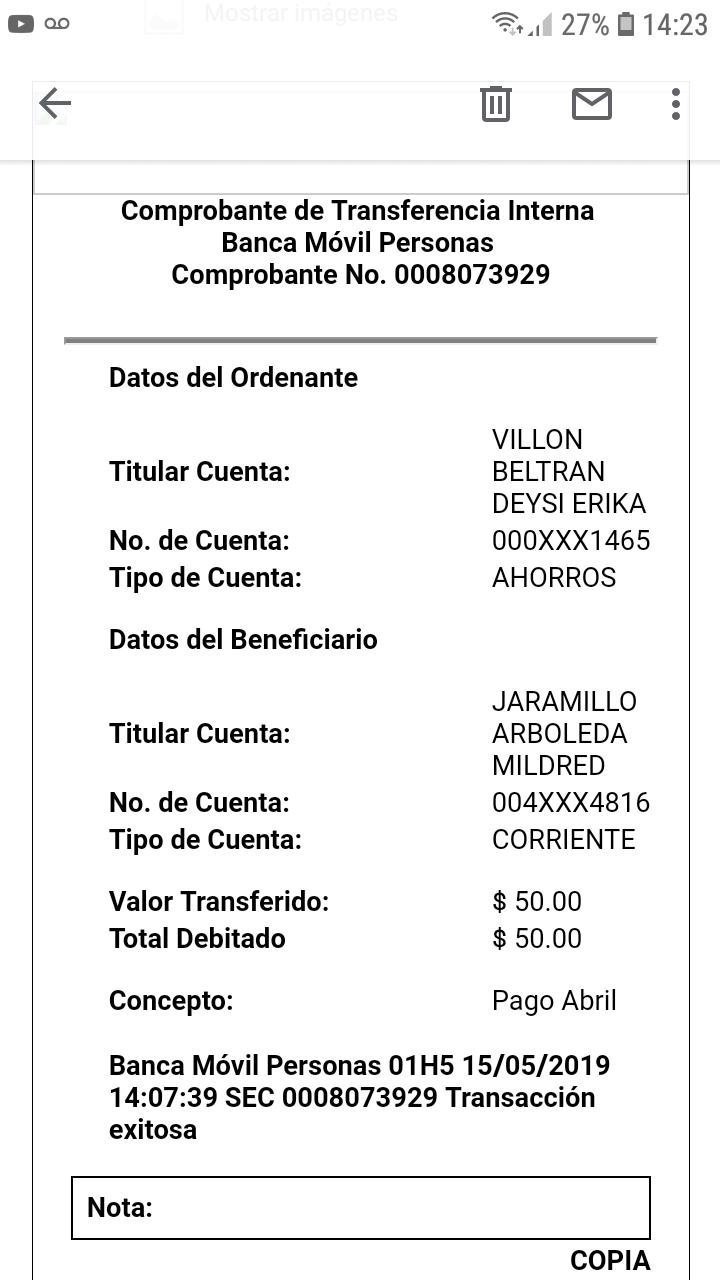 Mostrar imágenes
27% 14:23
Comprobante de Transferencia Interna
Banca Móvil Personas
Comprobante No. 0008073929
Datos del Ordenante
Titular Cuenta: VILLON
BELTRAN
DEYSI ERIKA
No. de Cuenta: 000XXX1465
Tipo de Cuenta: AHORROS
Datos del Beneficiario
Titular Cuenta: JARAMILLO
ARBOLEDA
MILDRED
No. de Cuenta: 004XXX4816
Tipo de Cuenta: CORRIENTE
Valor Transferido: $ 50.00
Total Debitado $ 50.00
Concepto: Pago Abril
Banca Móvil Personas 01H5 15/05/2019
14:07:39 SEC 0008073929 Transacción
exitosa
Nota:
COPIA